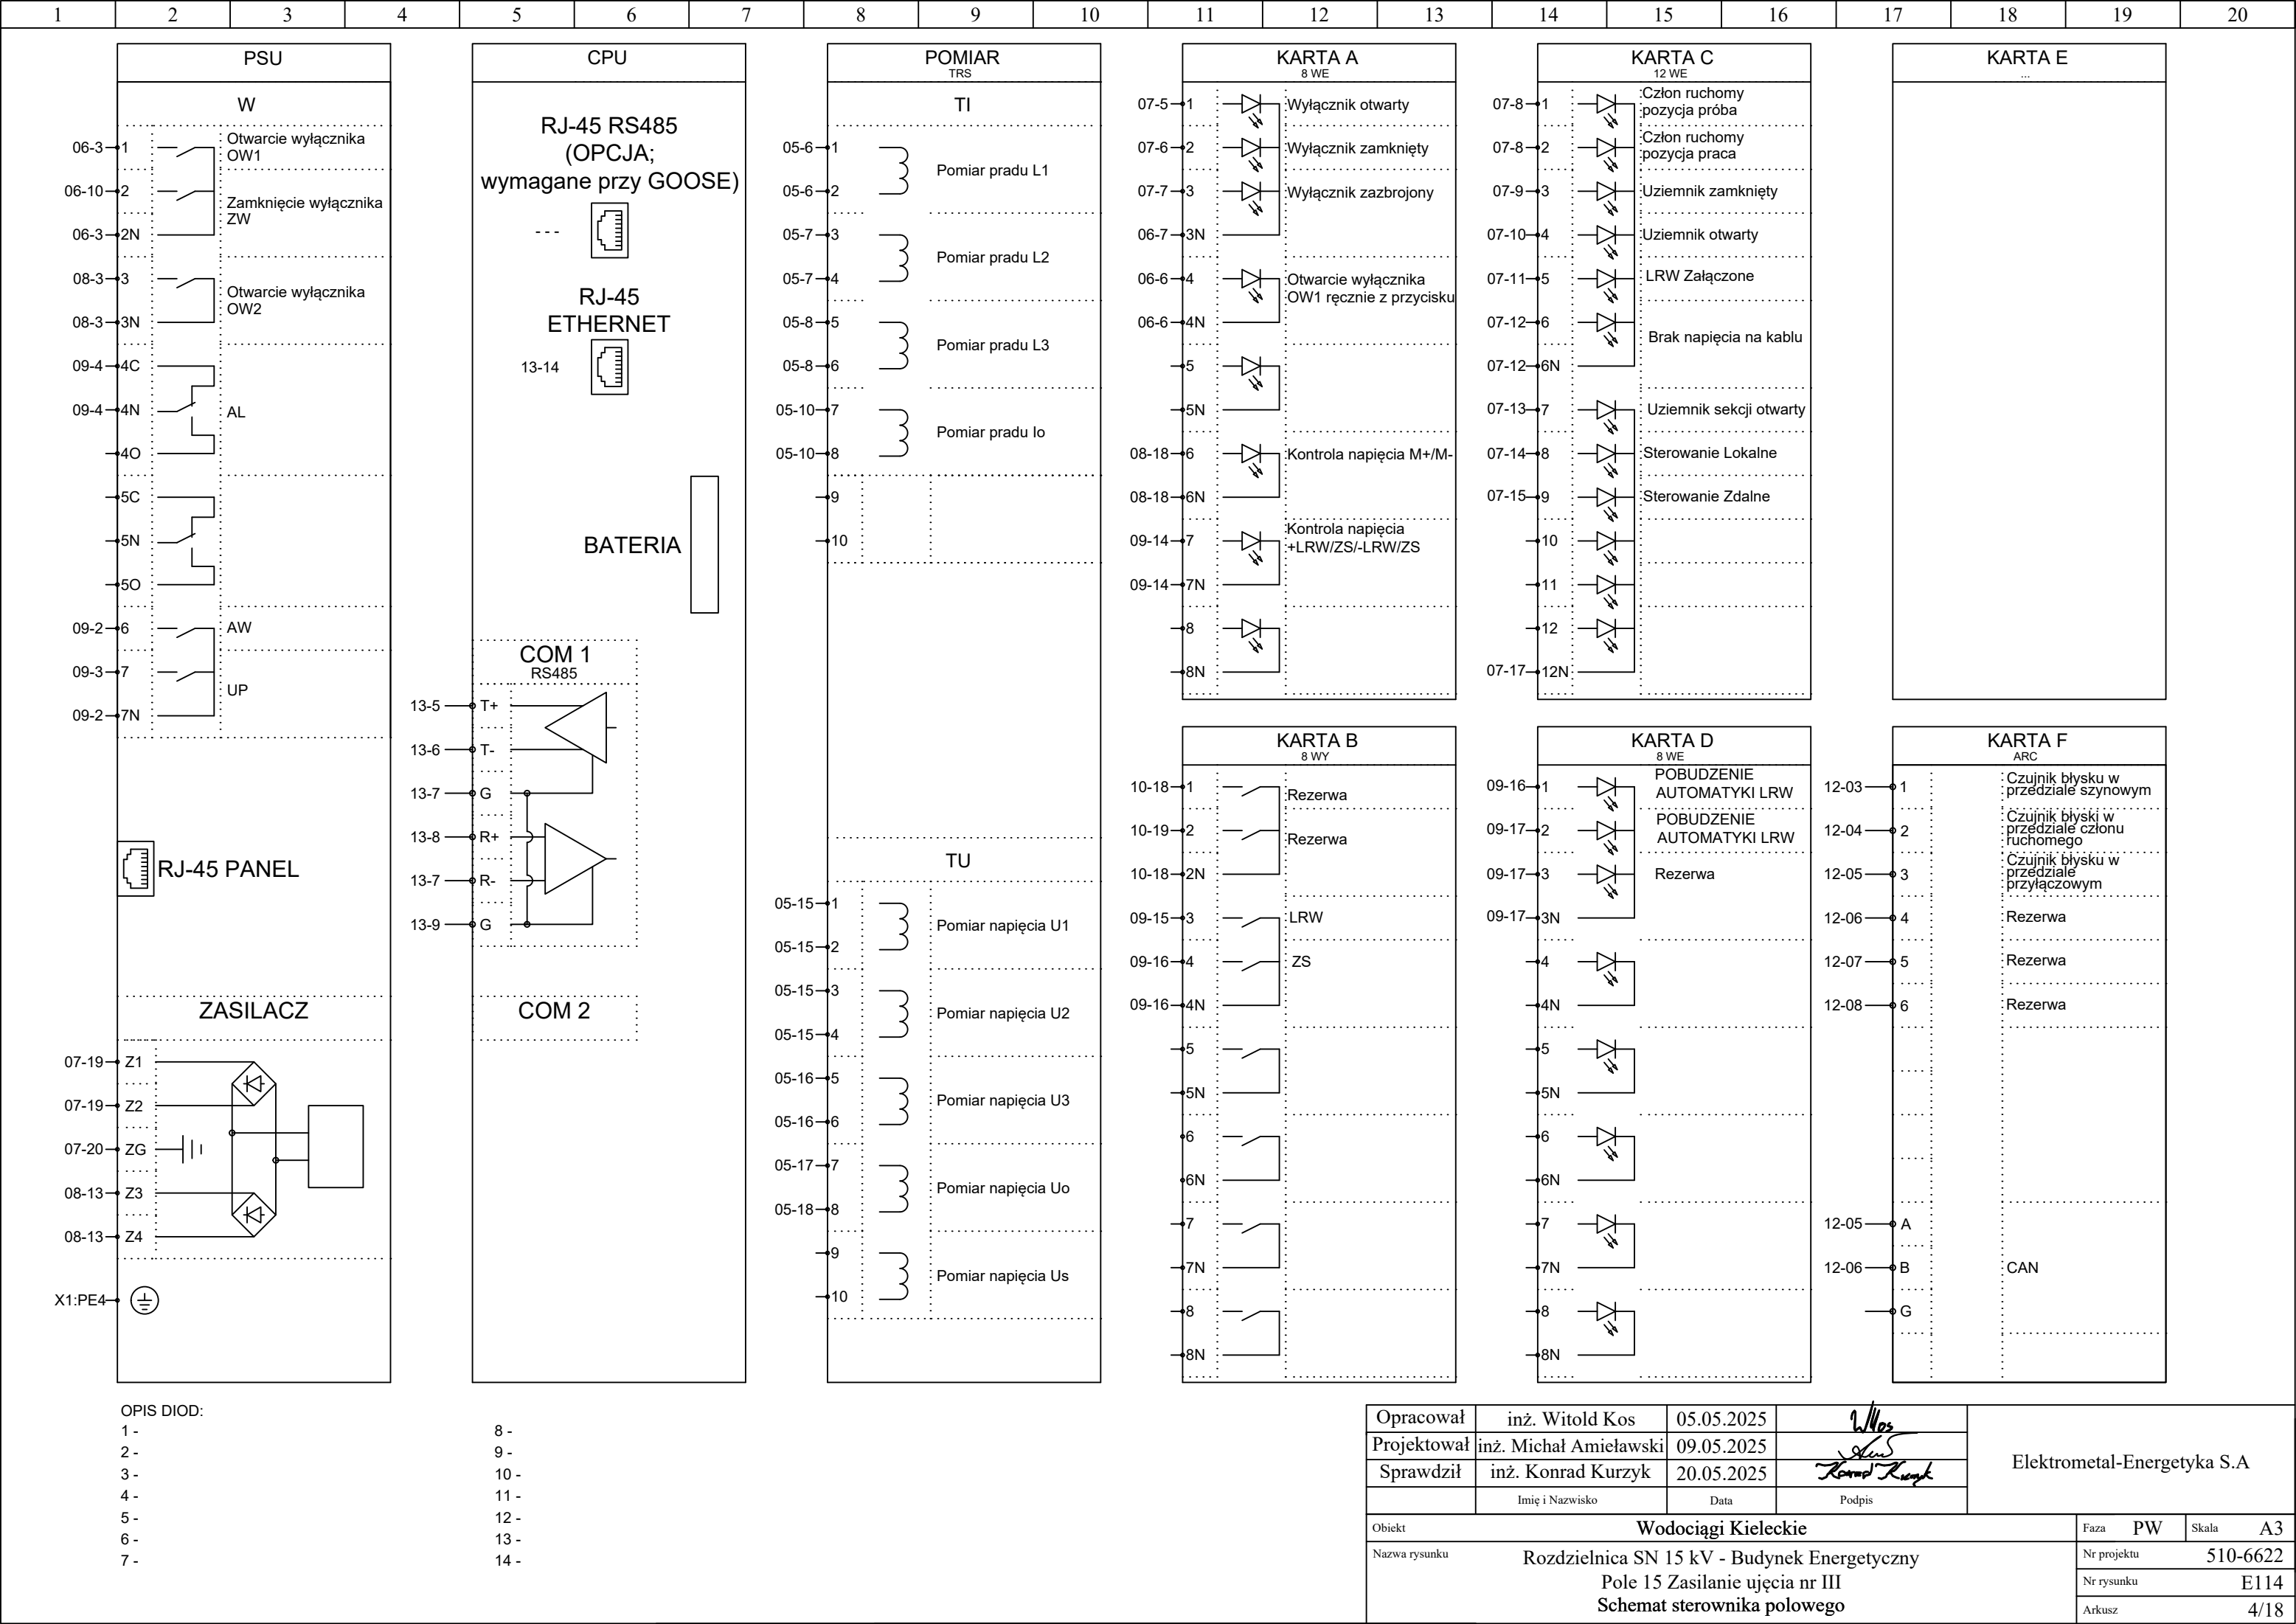 1 2 3 4 5 6 7 8 9 10 11 12 13 14 15 16 17 18 19 20
PSU
W
06-3 1 Otwarcie wyłącznika
OW1
06-10 2 Zamknięcie wyłącznika
ZW
06-3 2N
08-3 3 Otwarcie wyłącznika
OW2
08-3 3N
09-4 4C
09-4 4N AL
4O
5C
5N
5O
09-2 6 AW
09-3 7 UP
09-2 7N
RJ-45 PANEL
ZASILACZ
07-19 Z1
07-19 Z2
07-20 ZG
08-13 Z3
08-13 Z4
X1:PE4
CPU
RJ-45 RS485
(OPCJA;
wymagane przy GOOSE)
---
RJ-45
ETHERNET
13-14
BATERIA
COM 1
RS485
13-5 T+
13-6 T-
13-7 G
13-8 R+
13-7 R-
13-9 G
COM 2
POMIAR
TRS
TI
05-6 1
Pomiar pradu L1
05-6 2
05-7 3
Pomiar pradu L2
05-7 4
05-8 5
Pomiar pradu L3
05-8 6
05-10 7
Pomiar pradu Io
05-10 8
9
10
TU
05-15 1
Pomiar napięcia U1
05-15 2
05-15 3
Pomiar napięcia U2
05-15 4
05-16 5
Pomiar napięcia U3
05-16 6
05-17 7
Pomiar napięcia Uo
05-18 8
9
Pomiar napięcia Us
10
KARTA A
8 WE
07-5 1 Wyłącznik otwarty
07-6 2 Wyłącznik zamknięty
07-7 3 Wyłącznik zazbrojony
06-7 3N
06-6 4 Otwarcie wyłącznika
OW1 ręcznie z przycisku
06-6 4N
5
5N
08-18 6 Kontrola napięcia M+/M-
08-18 6N
Kontrola napięcia
09-14 7 +LRW/ZS/-LRW/ZS
09-14 7N
8
8N
KARTA B
8 WY
10-18 1 Rezerwa
10-19 2 Rezerwa
10-18 2N
09-15 3 LRW
09-16 4 ZS
09-16 4N
5
5N
6
6N
7
7N
8
8N
KARTA C
12 WE
07-8 1 Człon ruchomy
pozycja próba
07-8 2 Człon ruchomy
pozycja praca
07-9 3 Uziemnik zamknięty
07-10 4 Uziemnik otwarty
07-11 5 LRW Załączone
07-12 6
Brak napięcia na kablu
07-12 6N
07-13 7 Uziemnik sekcji otwarty
07-14 8 Sterowanie Lokalne
07-15 9 Sterowanie Zdalne
10
11
12
07-17 12N
KARTA D
8 WE
09-16 1 POBUDZENIE
AUTOMATYKI LRW
09-17 2 POBUDZENIE
AUTOMATYKI LRW
09-17 3 Rezerwa
09-17 3N
4
4N
5
5N
6
6N
7
7N
8
8N
KARTA E
...
KARTA F
ARC
12-03 1 Czujnik błysku w
przedziale szynowym
12-04 2 Czujnik błyski w
przedziale członu
ruchomego
12-05 3 Czujnik błysku w
przedziale
przyłączowym
12-06 4 Rezerwa
12-07 5 Rezerwa
12-08 6 Rezerwa
12-05 A
12-06 B CAN
G
OPIS DIOD:
1 - 8 -
2 - 9 -
3 - 10 -
4 - 11 -
5 - 12 -
6 - 13 -
7 - 14 -
Opracował inż. Witold Kos 05.05.2025 WKos
Projektował inż. Michał Amieławski 09.05.2025
Sprawdził inż. Konrad Kurzyk 20.05.2025 Konrad Kurzyk
Imię i Nazwisko Data Podpis
Elektrometal-Energetyka S.A
Obiekt Wodociągi Kieleckie Faza PW Skala A3
Nazwa rysunku Rozdzielnica SN 15 kV - Budynek Energetyczny Nr projektu 510-6622
Pole 15 Zasilanie ujęcia nr III Nr rysunku E114
Schemat sterownika polowego Arkusz 4/18